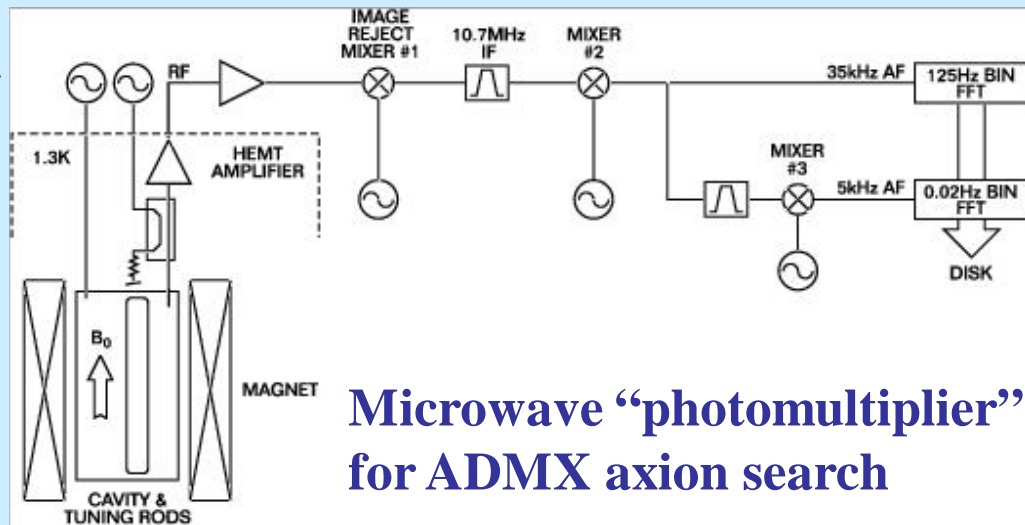 IMAGE
REJECT
MIXER #1
10.7MHz
IF
MIXER
#2
RF
35kHz AF
125Hz BIN
FFT
1.3K
HEMT
AMPLIFIER
MIXER
#3
5kHz AF
0.02Hz BIN
FFT
DISK
B₀
MAGNET
CAVITY &
TUNING RODS
Microwave “photomultiplier”
for ADMX axion search